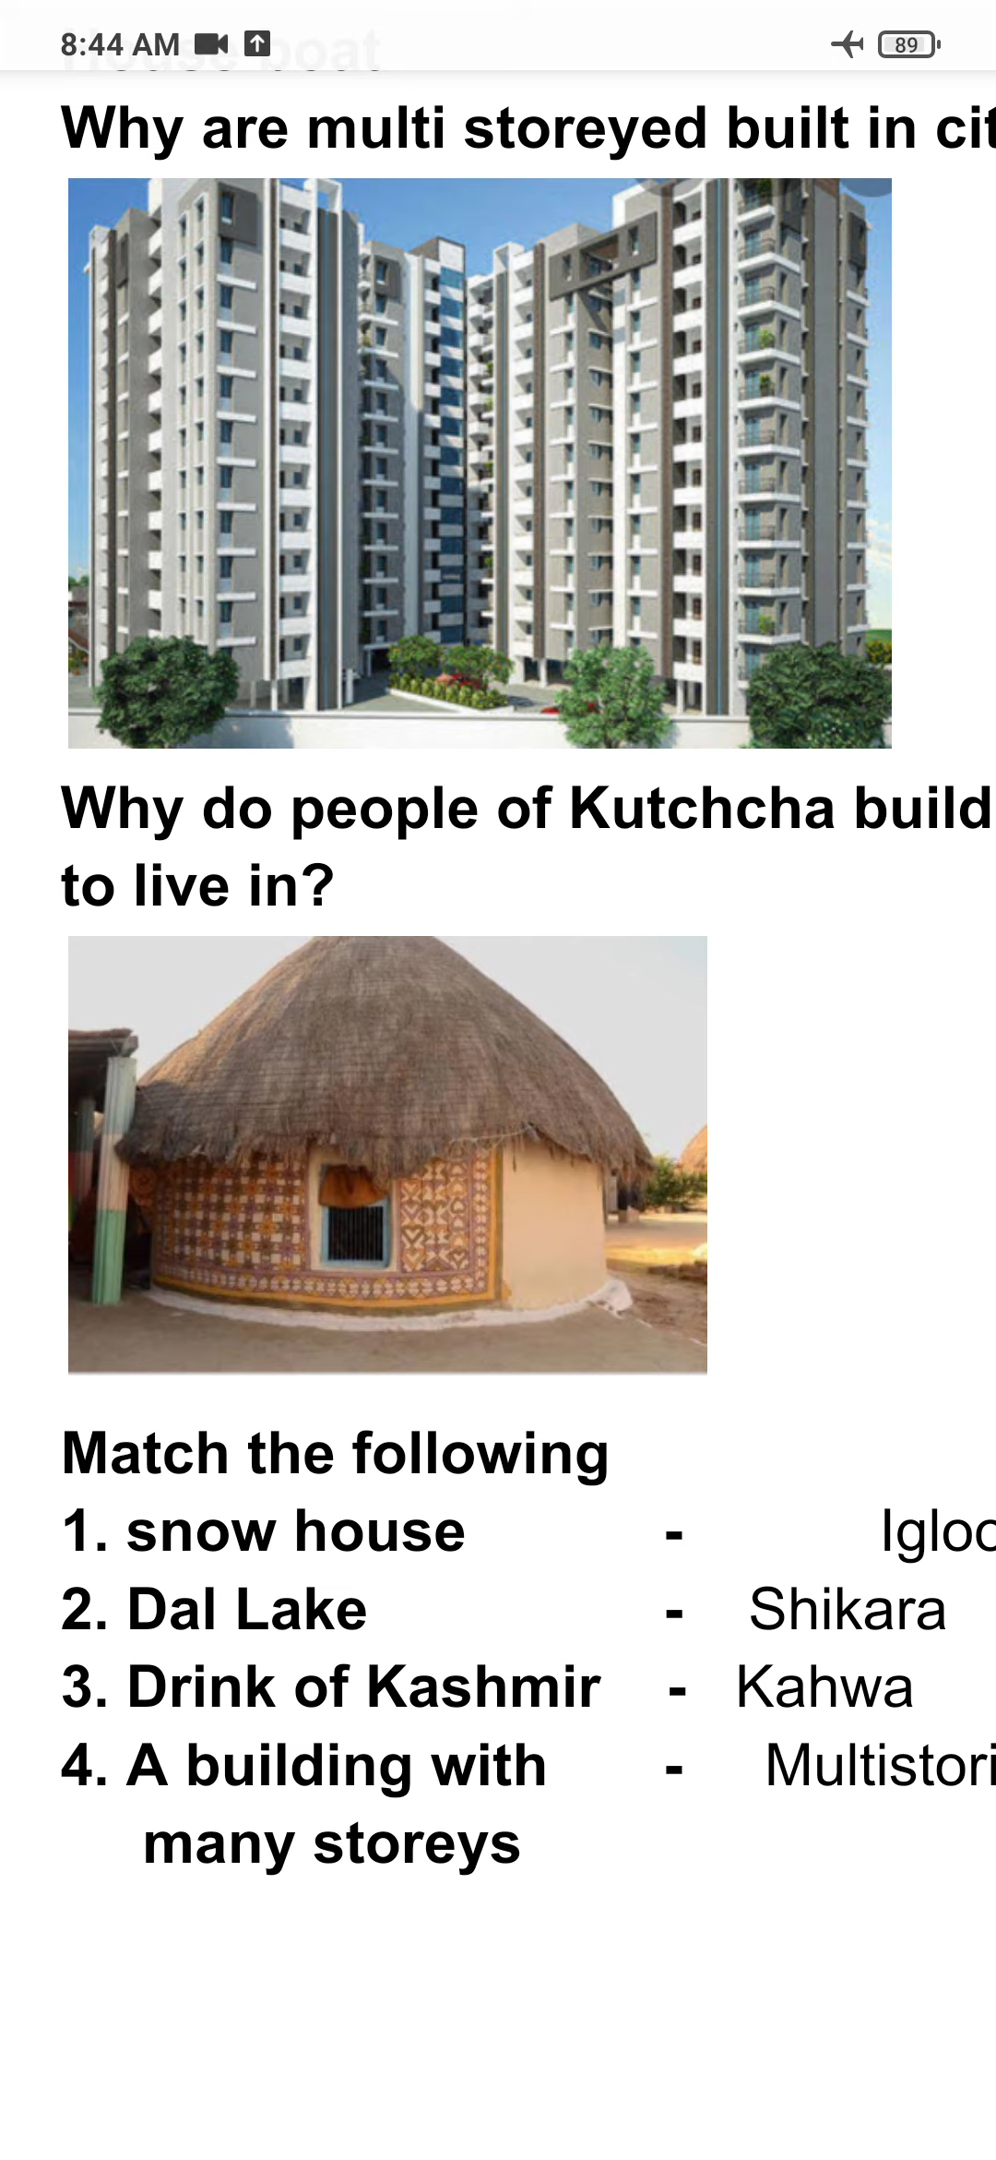 8:44 AM
89
House boat
Why are multi storeyed built in cit
Why do people of Kutchcha build
to live in?
Match the following
1. snow house - Igloo
2. Dal Lake - Shikara
3. Drink of Kashmir - Kahwa
4. A building with - Multistori
many storeys